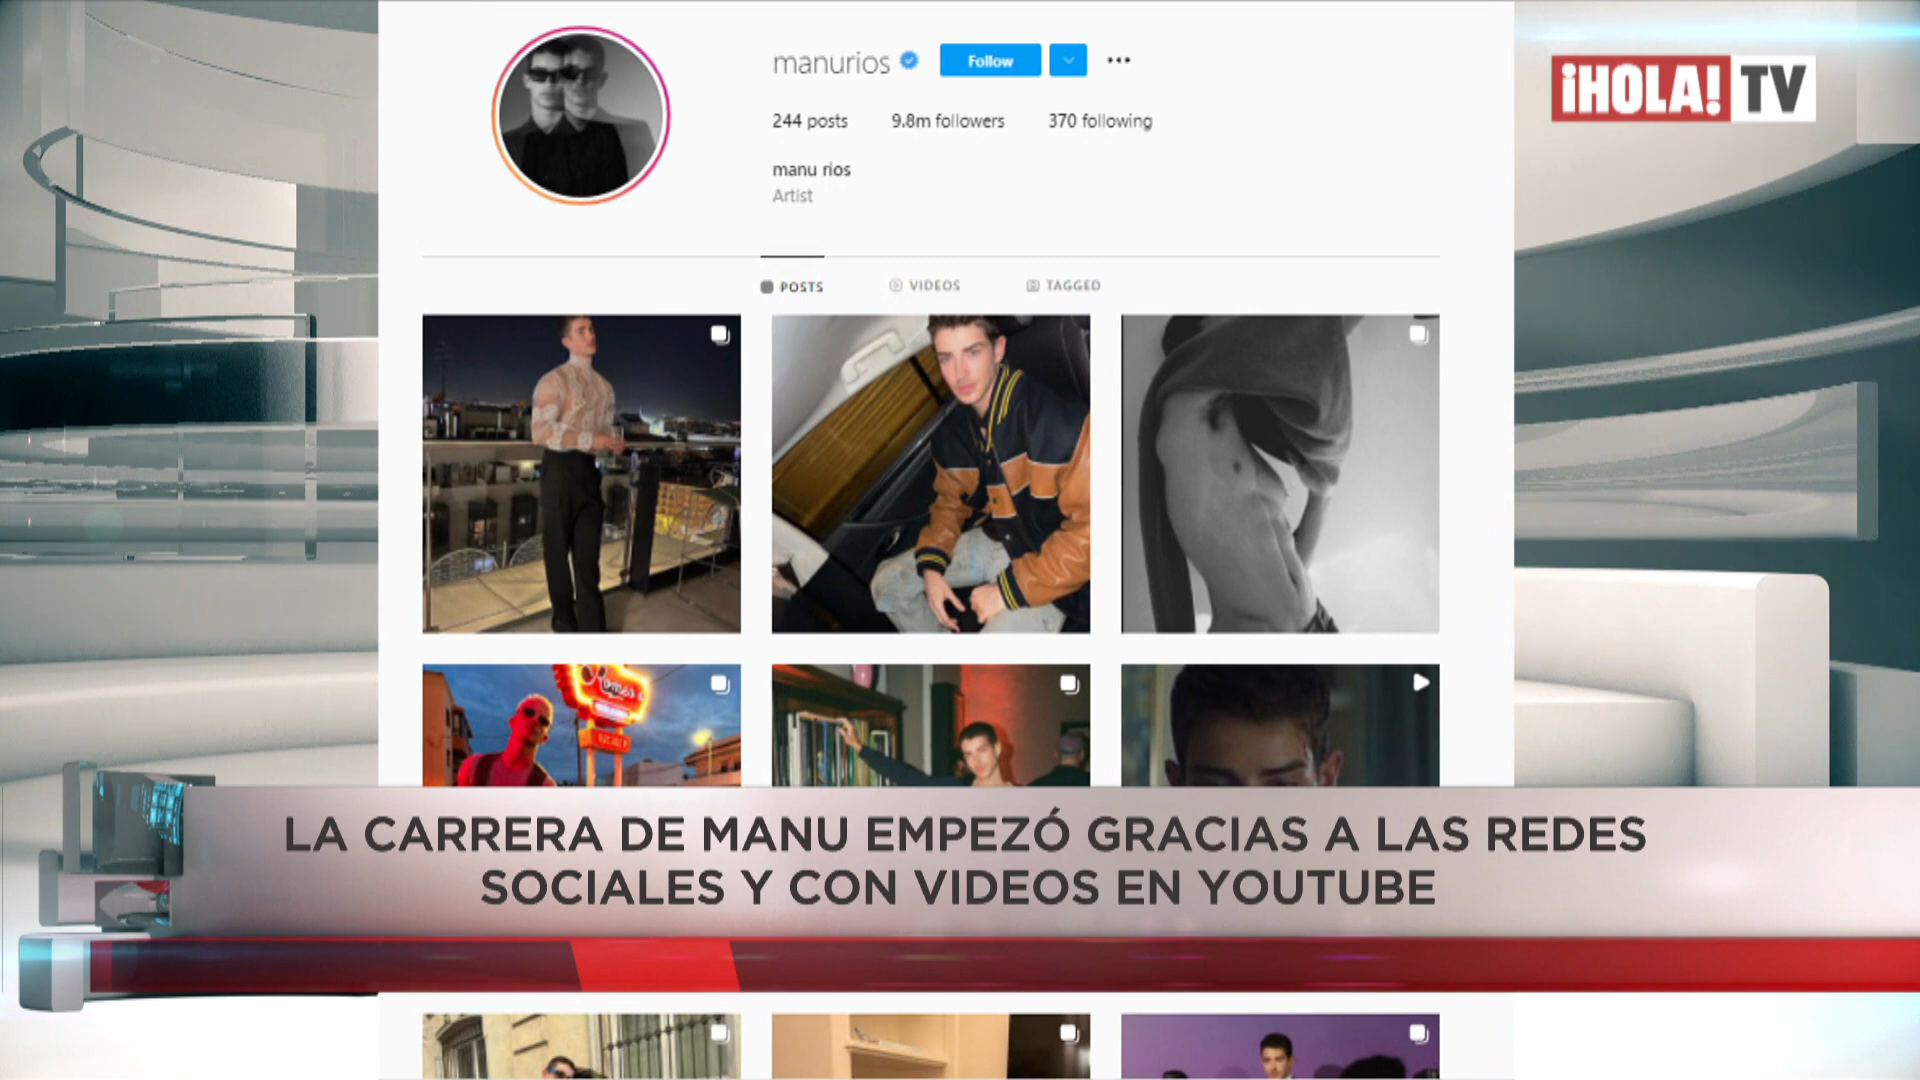 manurios
Follow
244 posts
9.8m followers
370 following
manu rios
Artist
POSTS
VIDEOS
TAGGED
¡HOLA! TV
Romeo's
LA CARRERA DE MANU EMPEZÓ GRACIAS A LAS REDES
SOCIALES Y CON VIDEOS EN YOUTUBE